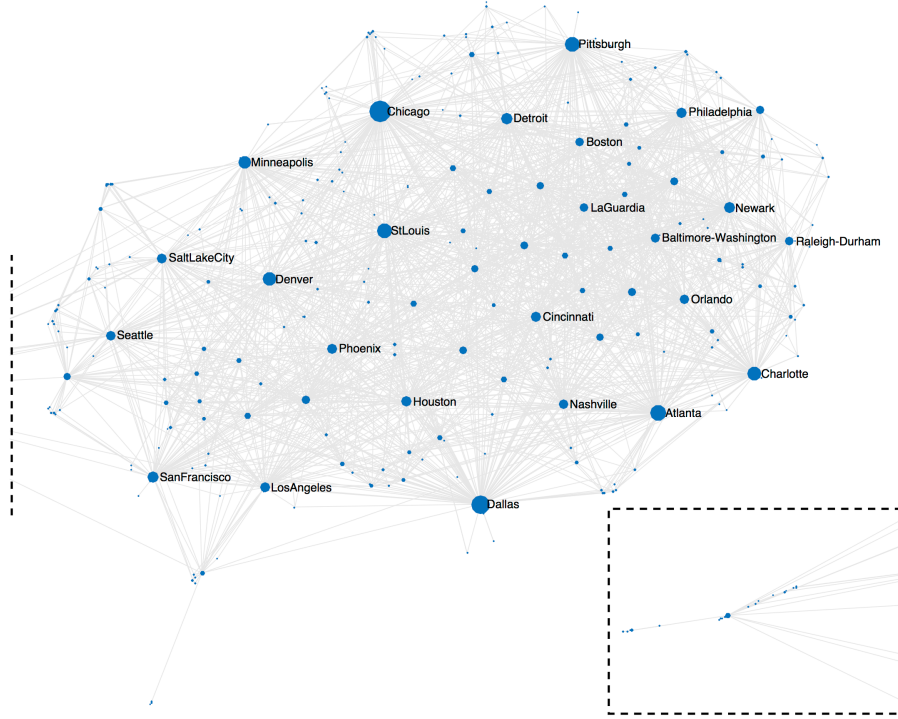 Pittsburgh
Chicago
Detroit
Philadelphia
Boston
Minneapolis
LaGuardia
Newark
StLouis
Baltimore-Washington
Raleigh-Durham
SaltLakeCity
Denver
Orlando
Cincinnati
Seattle
Phoenix
Charlotte
Houston
Nashville
Atlanta
SanFrancisco
LosAngeles
Dallas